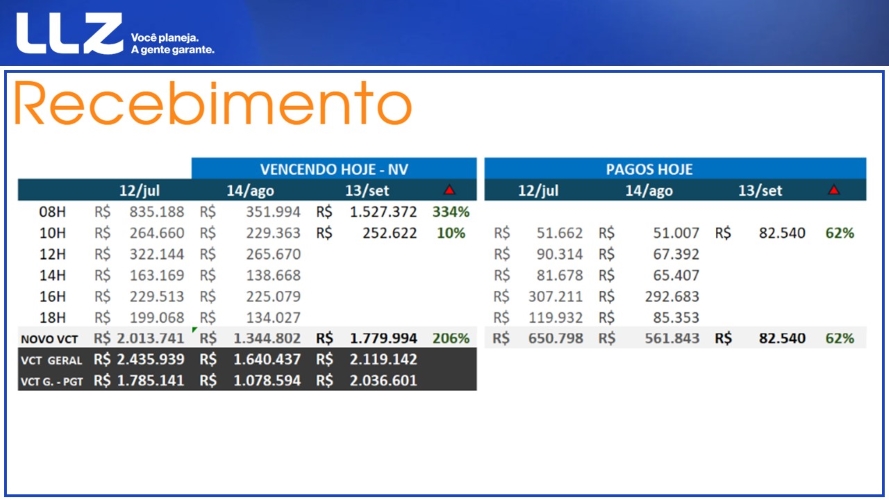 LLZ Você planeja.
A gente garante.
Recebimento
VENCENDO HOJE - NV PAGOS HOJE
12/jul 14/ago 13/set 12/jul 14/ago 13/set
08H R$ 835.188 R$ 351.994 R$ 1.527.372 334%
10H R$ 264.660 R$ 229.363 R$ 252.622 10% R$ 51.662 R$ 51.007 R$ 82.540 62%
12H R$ 322.144 R$ 265.670 R$ 90.314 R$ 67.392
14H R$ 163.169 R$ 138.668 R$ 81.678 R$ 65.407
16H R$ 229.513 R$ 225.079 R$ 307.211 R$ 292.683
18H R$ 199.068 R$ 134.027 R$ 119.932 R$ 85.353
NOVO VCT R$ 2.013.741 R$ 1.344.802 R$ 1.779.994 206% R$ 650.798 R$ 561.843 R$ 82.540 62%
VCT GERAL R$ 2.435.939 R$ 1.640.437 R$ 2.119.142
VCT G. - PGT R$ 1.785.141 R$ 1.078.594 R$ 2.036.601